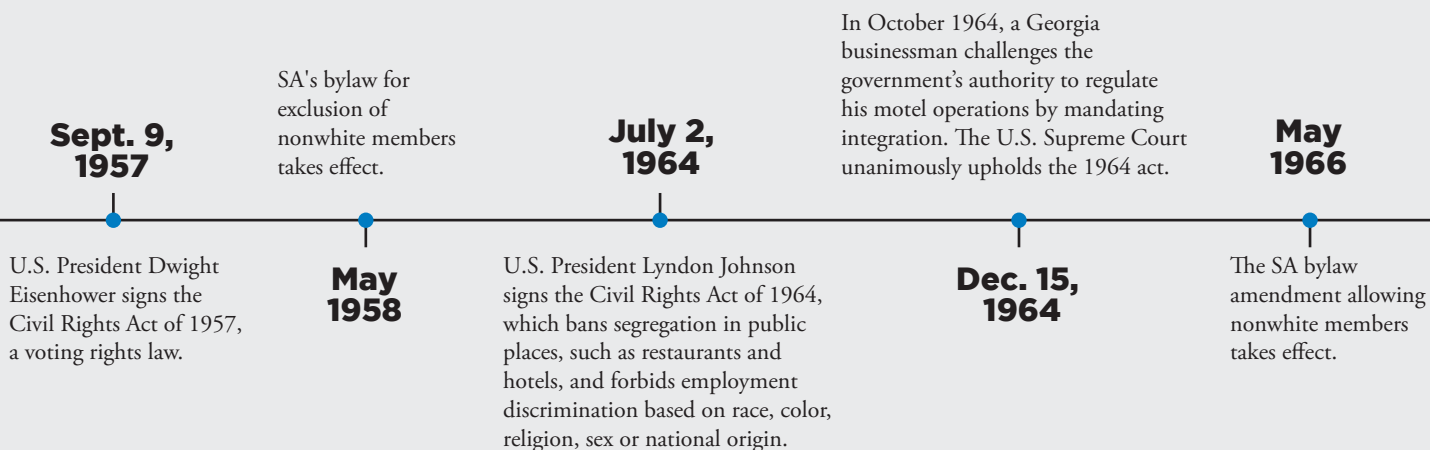 Sept. 9,
1957
U.S. President Dwight
Eisenhower signs the
Civil Rights Act of 1957,
a voting rights law.
SA's bylaw for
exclusion of
nonwhite members
takes effect.
May
1958
July 2,
1964
U.S. President Lyndon Johnson
signs the Civil Rights Act of 1964,
which bans segregation in public
places, such as restaurants and
hotels, and forbids employment
discrimination based on race, color,
religion, sex or national origin.
In October 1964, a Georgia
businessman challenges the
government’s authority to regulate
his motel operations by mandating
integration. The U.S. Supreme Court
unanimously upholds the 1964 act.
Dec. 15,
1964
May
1966
The SA bylaw
amendment allowing
nonwhite members
takes effect.